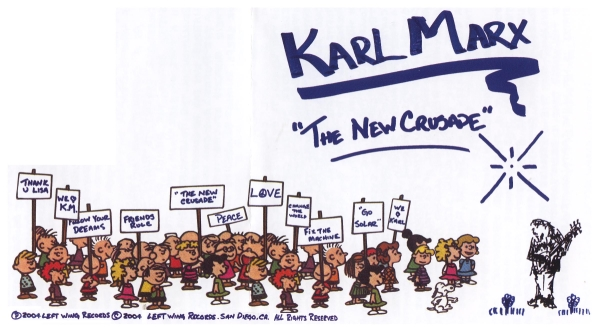 KARL MARX
"THE NEW CRUSADE"
THANK
U LISA
KM
FOLLOW YOUR
DREAMS
FRIENDS
RULE
"THE NEW
CRUSADE"
PEACE
LOVE
CHANGE
THE
WORLD
FIX THE
MACHINE
"GO
SOLAR"
WE
KARL
℗ 2004 LEFT WING RECORDS © 2004 LEFT WING RECORDS. SAN DIEGO, CA. ALL RIGHTS RESERVED